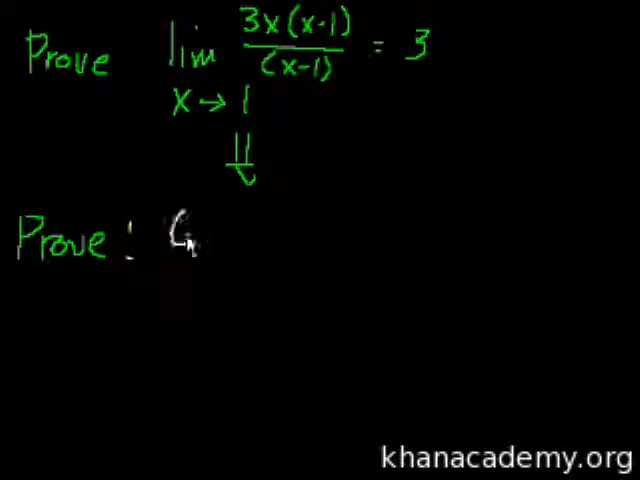 Prove lim 3x(x-1)/(x-1) = 3
x → 1
⇓
Prove :
khanacademy.org